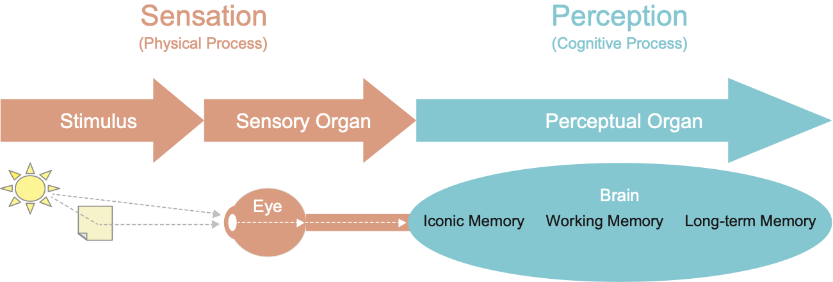 Sensation
(Physical Process)
Perception
(Cognitive Process)
Stimulus
Sensory Organ
Perceptual Organ
Eye
Brain
Iconic Memory
Working Memory
Long-term Memory